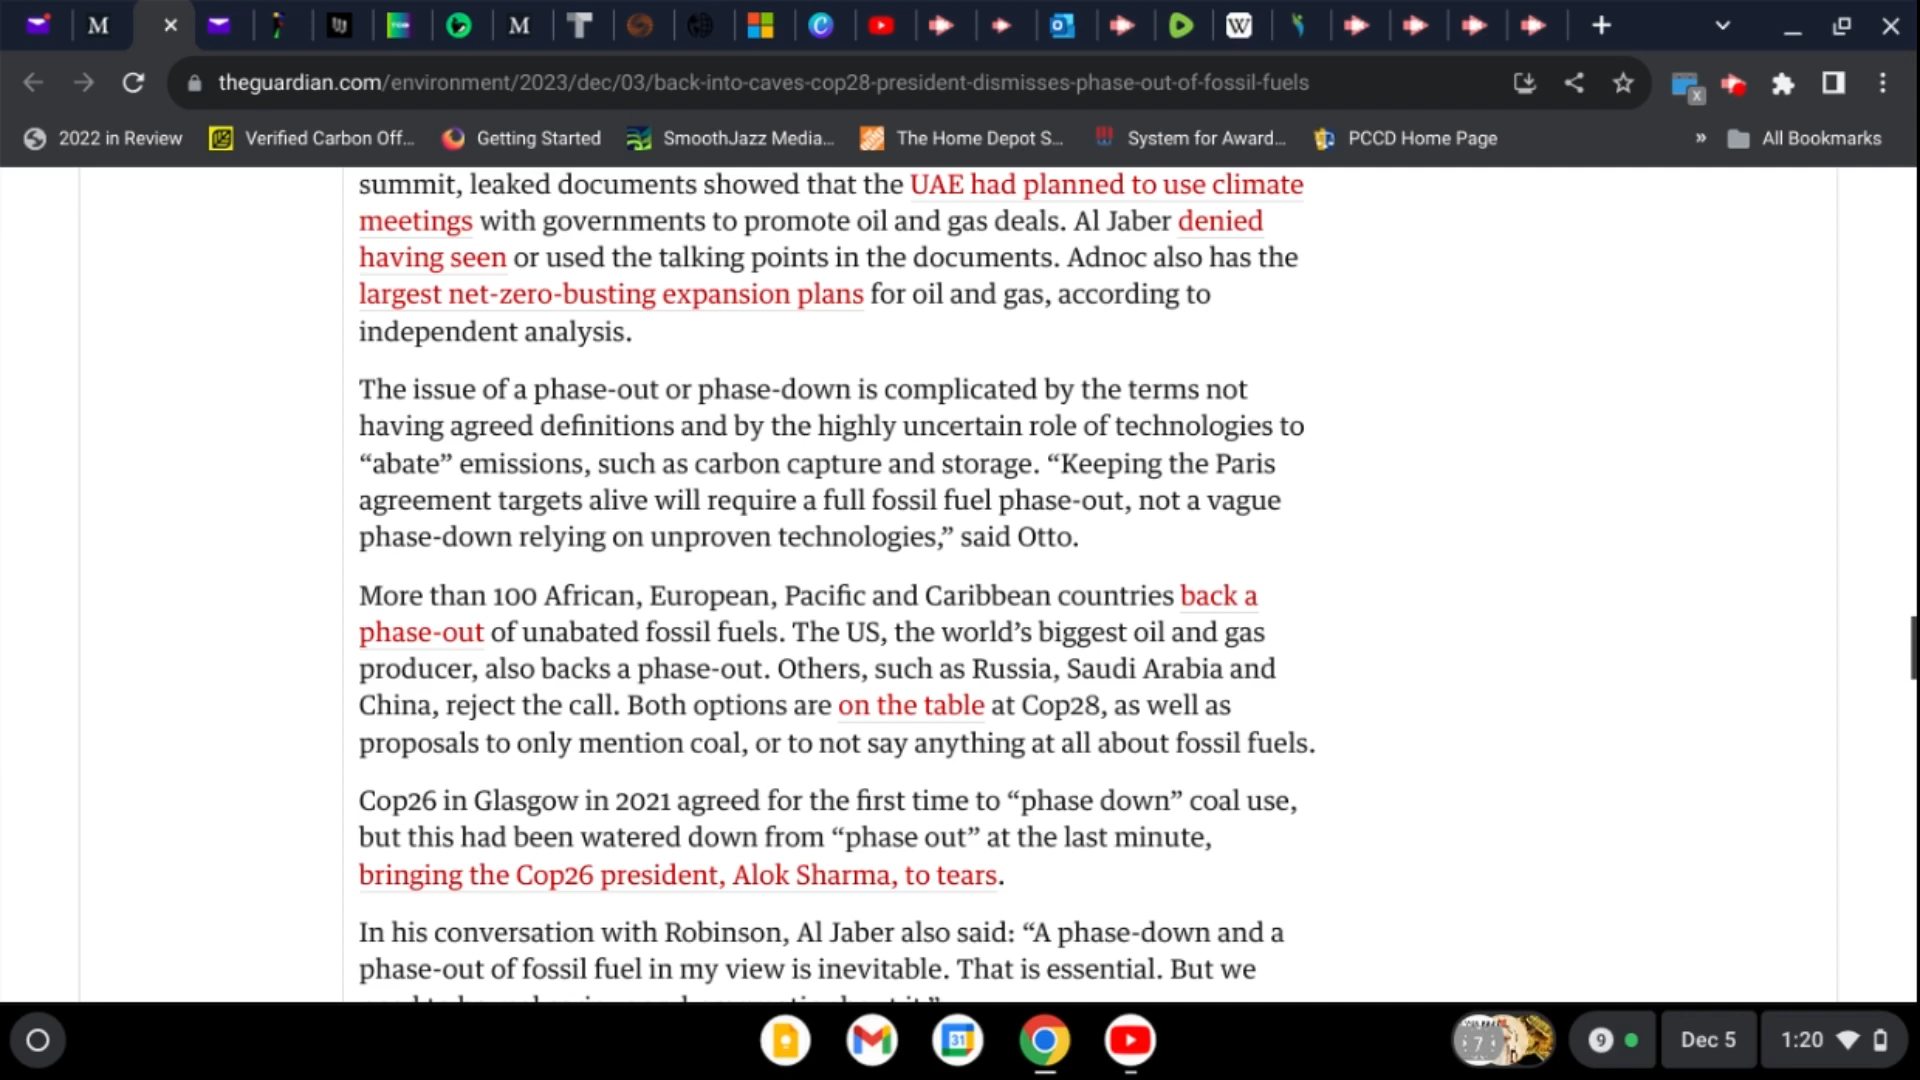 theguardian.com/environment/2023/dec/03/back-into-caves-cop28-president-dismisses-phase-out-of-fossil-fuels
2022 in Review Verified Carbon Off... Getting Started SmoothJazz Media... The Home Depot S... System for Award... PCCD Home Page » All Bookmarks
summit, leaked documents showed that the UAE had planned to use climate
meetings with governments to promote oil and gas deals. Al Jaber denied
having seen or used the talking points in the documents. Adnoc also has the
largest net-zero-busting expansion plans for oil and gas, according to
independent analysis.
The issue of a phase-out or phase-down is complicated by the terms not
having agreed definitions and by the highly uncertain role of technologies to
“abate” emissions, such as carbon capture and storage. “Keeping the Paris
agreement targets alive will require a full fossil fuel phase-out, not a vague
phase-down relying on unproven technologies,” said Otto.
More than 100 African, European, Pacific and Caribbean countries back a
phase-out of unabated fossil fuels. The US, the world’s biggest oil and gas
producer, also backs a phase-out. Others, such as Russia, Saudi Arabia and
China, reject the call. Both options are on the table at Cop28, as well as
proposals to only mention coal, or to not say anything at all about fossil fuels.
Cop26 in Glasgow in 2021 agreed for the first time to “phase down” coal use,
but this had been watered down from “phase out” at the last minute,
bringing the Cop26 president, Alok Sharma, to tears.
In his conversation with Robinson, Al Jaber also said: “A phase-down and a
phase-out of fossil fuel in my view is inevitable. That is essential. But we
31 7 9 Dec 5 1:20